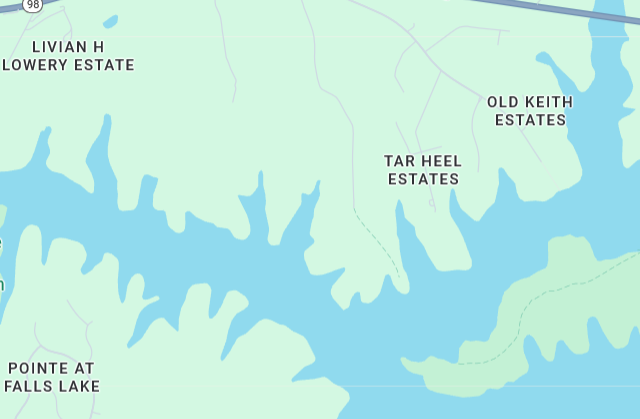 98
LIVIAN H
LOWERY ESTATE
OLD KEITH
ESTATES
TAR HEEL
ESTATES
POINTE AT
FALLS LAKE